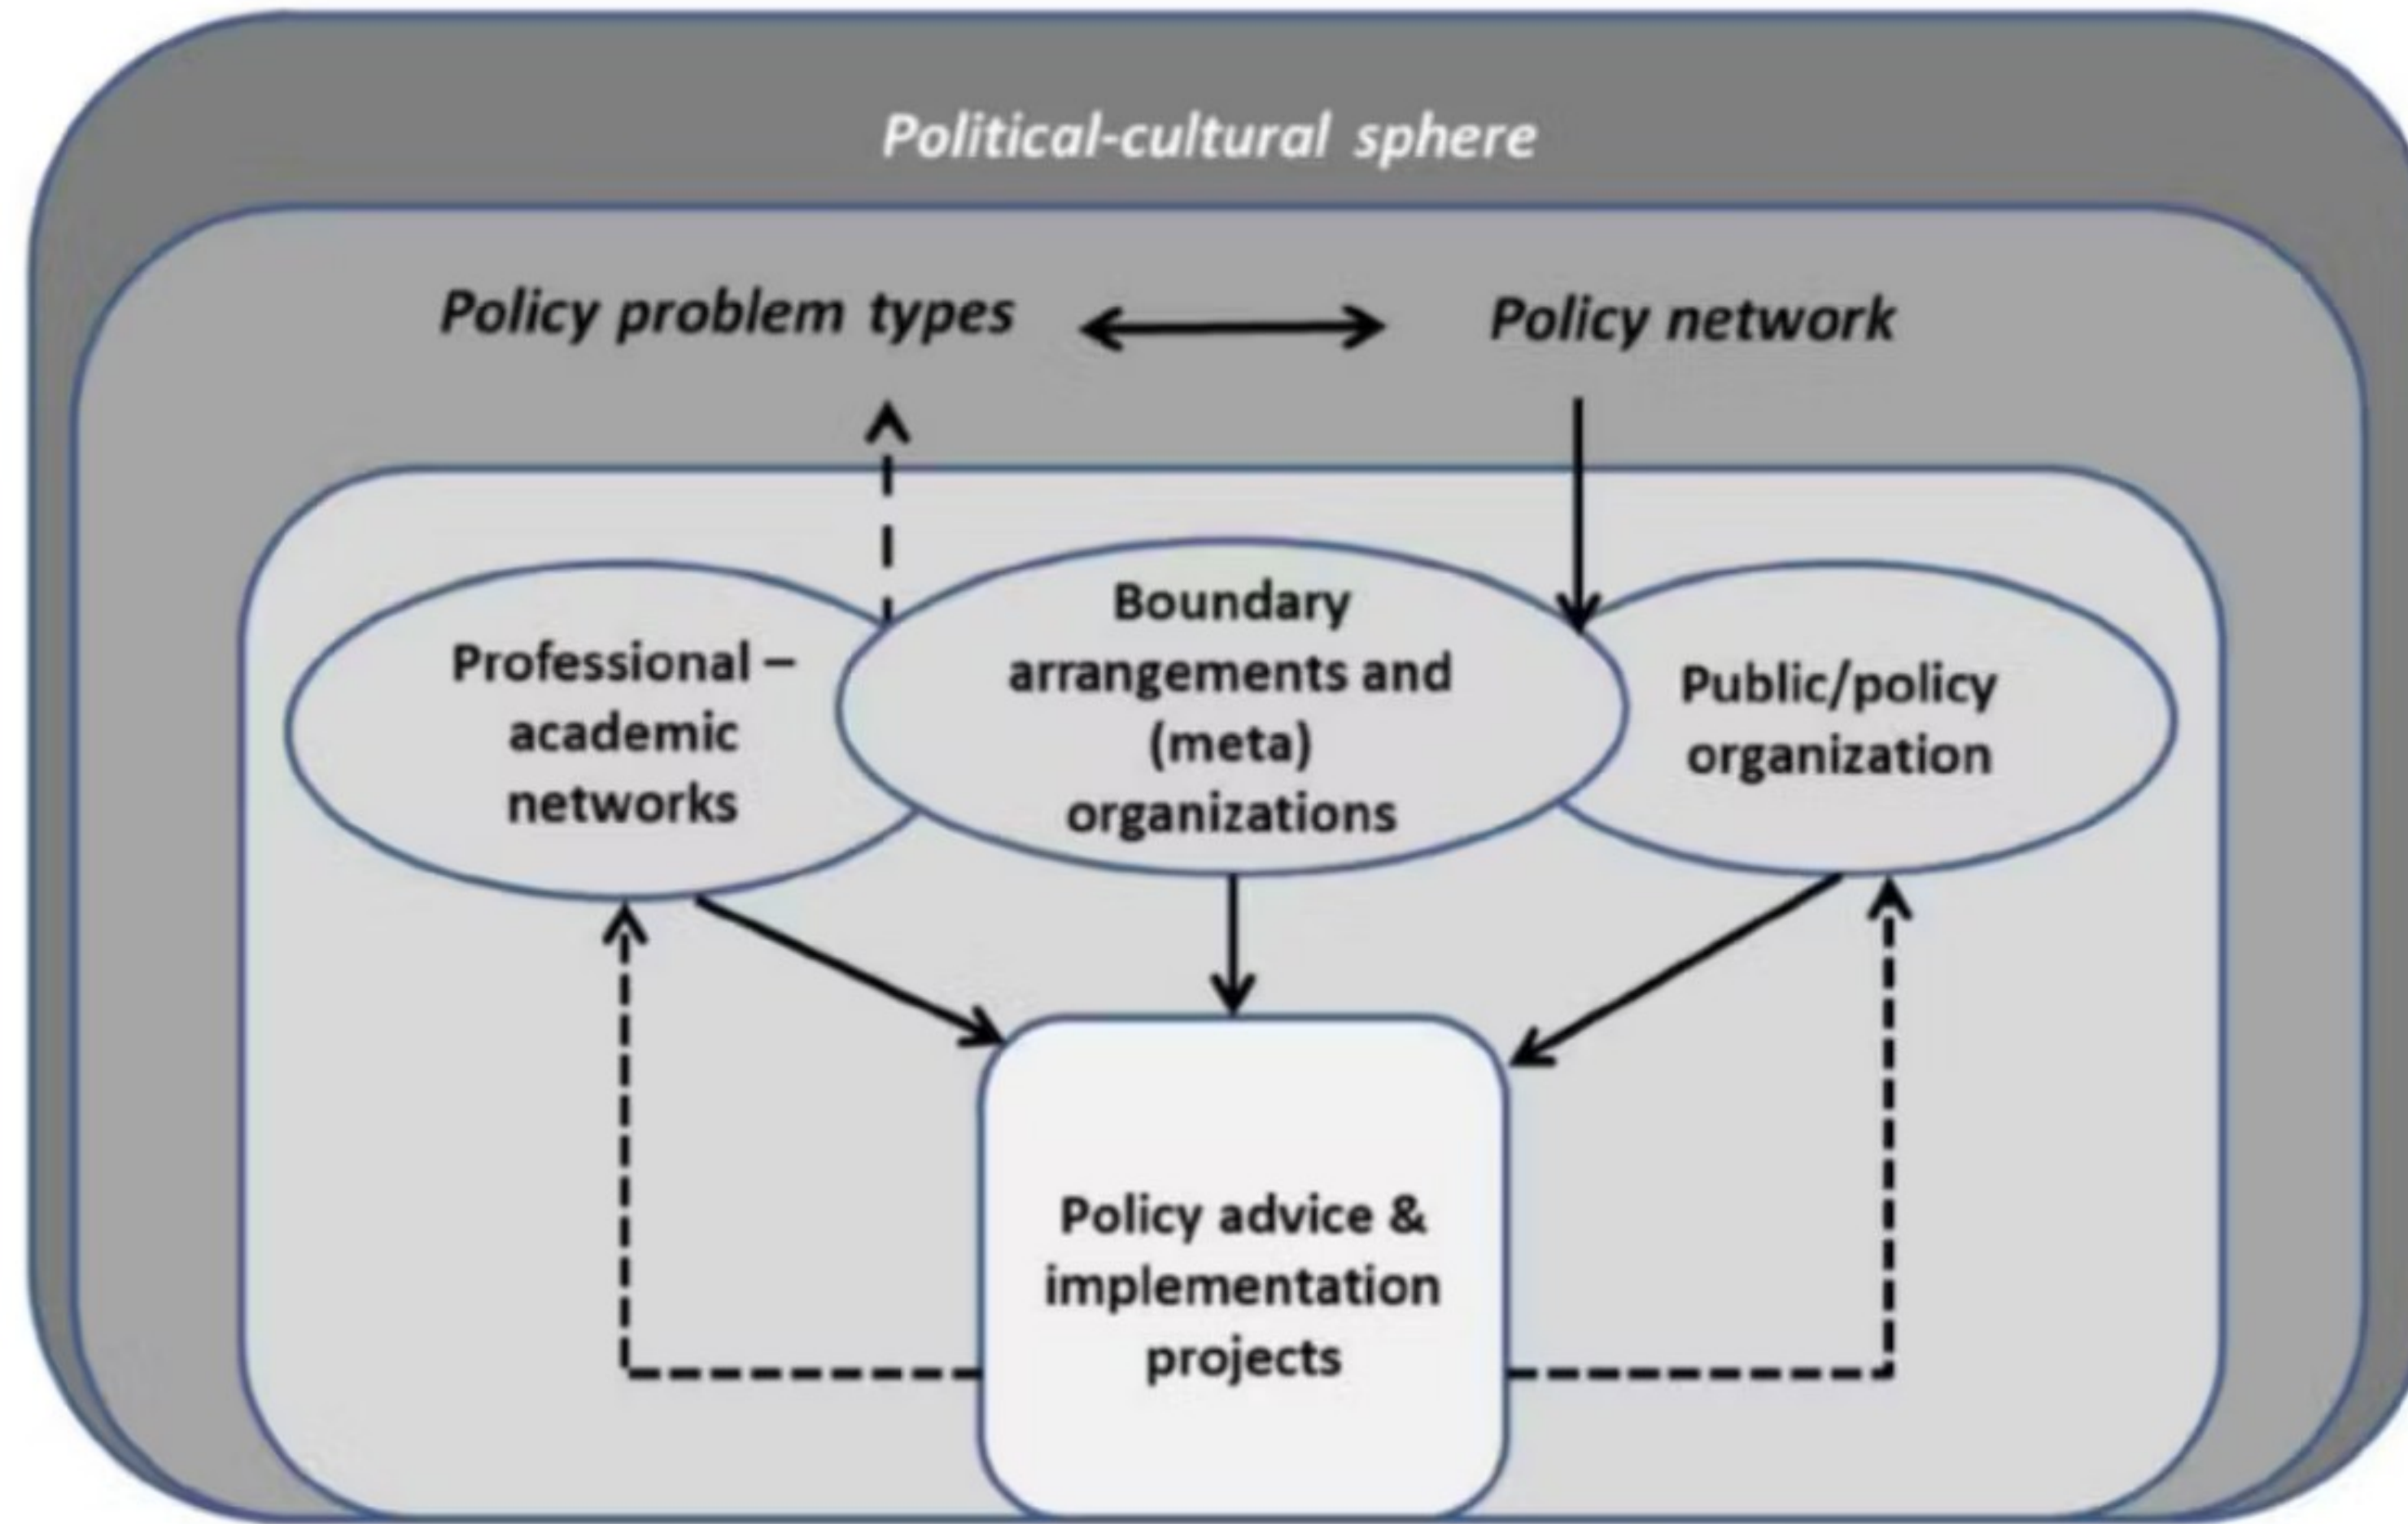 Political-cultural sphere
Policy problem types
Policy network
Professional –
academic
networks
Boundary
arrangements and
(meta)
organizations
Public/policy
organization
Policy advice &
implementation
projects